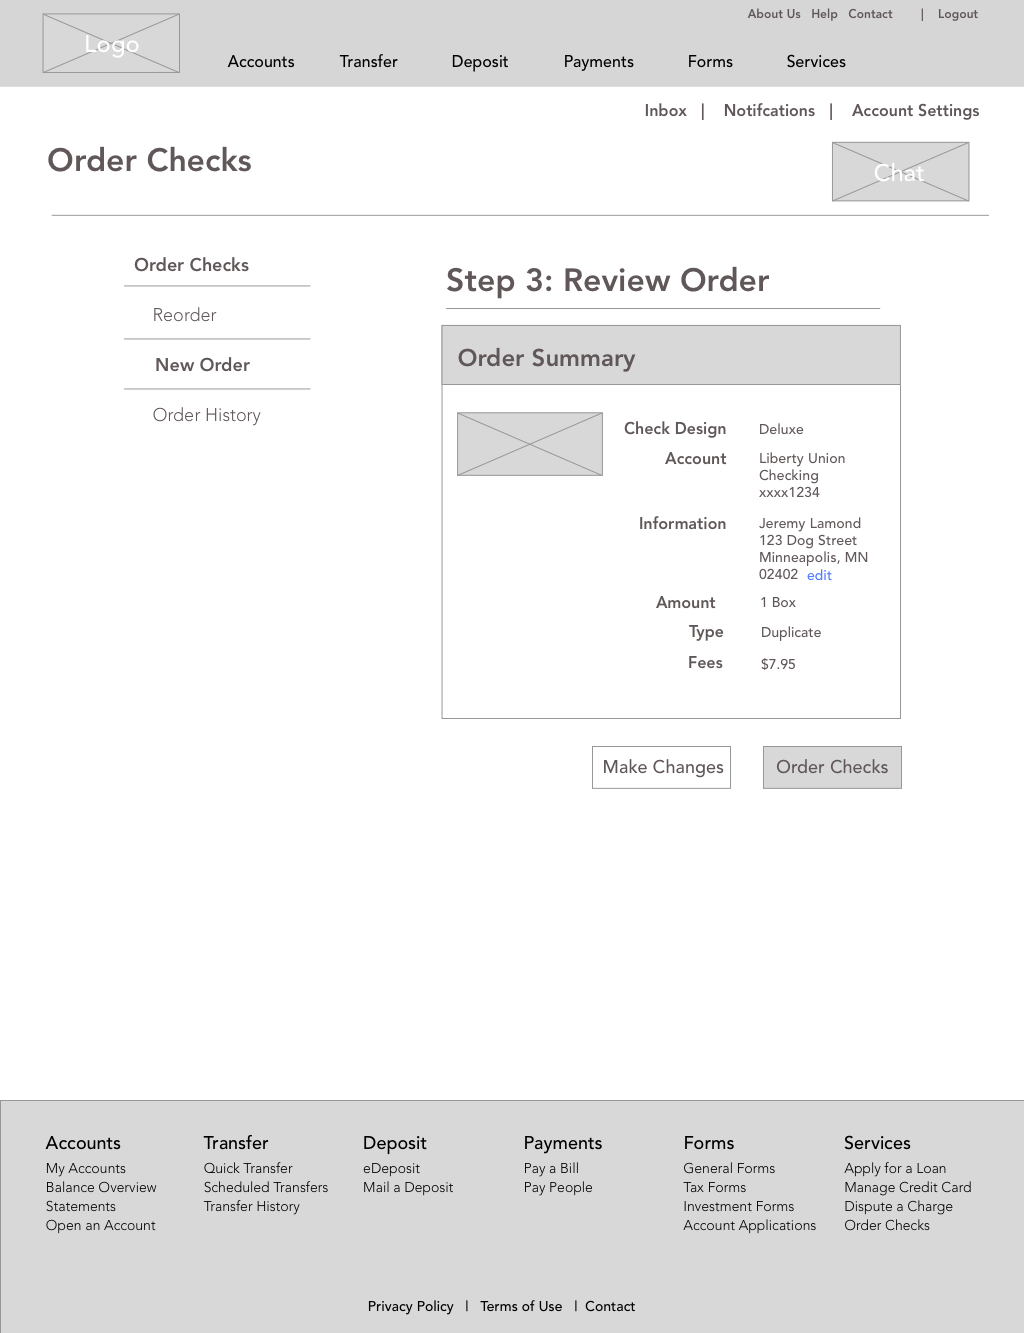 About Us Help Contact | Logout
Logo
Accounts Transfer Deposit Payments Forms Services
Inbox | Notifcations | Account Settings
Order Checks
Chat
Order Checks
Reorder
New Order
Order History
Step 3: Review Order
Order Summary
Check Design Deluxe
Account Liberty Union
Checking
xxxx1234
Information Jeremy Lamond
123 Dog Street
Minneapolis, MN
02402 edit
Amount 1 Box
Type Duplicate
Fees $7.95
Make Changes Order Checks
Accounts
My Accounts
Balance Overview
Statements
Open an Account
Transfer
Quick Transfer
Scheduled Transfers
Transfer History
Deposit
eDeposit
Mail a Deposit
Payments
Pay a Bill
Pay People
Forms
General Forms
Tax Forms
Investment Forms
Account Applications
Services
Apply for a Loan
Manage Credit Card
Dispute a Charge
Order Checks
Privacy Policy | Terms of Use | Contact